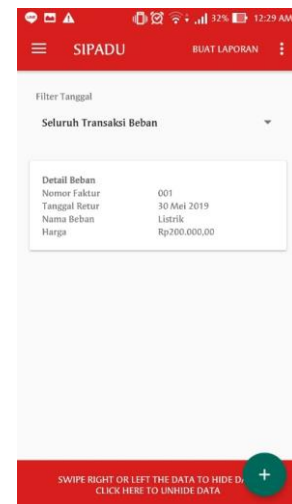 32% 12:29 AM
SIPADU BUAT LAPORAN
Filter Tanggal
Seluruh Transaksi Beban
Detail Beban
Nomor Faktur 001
Tanggal Retur 30 Mei 2019
Nama Beban Listrik
Harga Rp200.000,00
SWIPE RIGHT OR LEFT THE DATA TO HIDE
CLICK HERE TO UNHIDE DATA